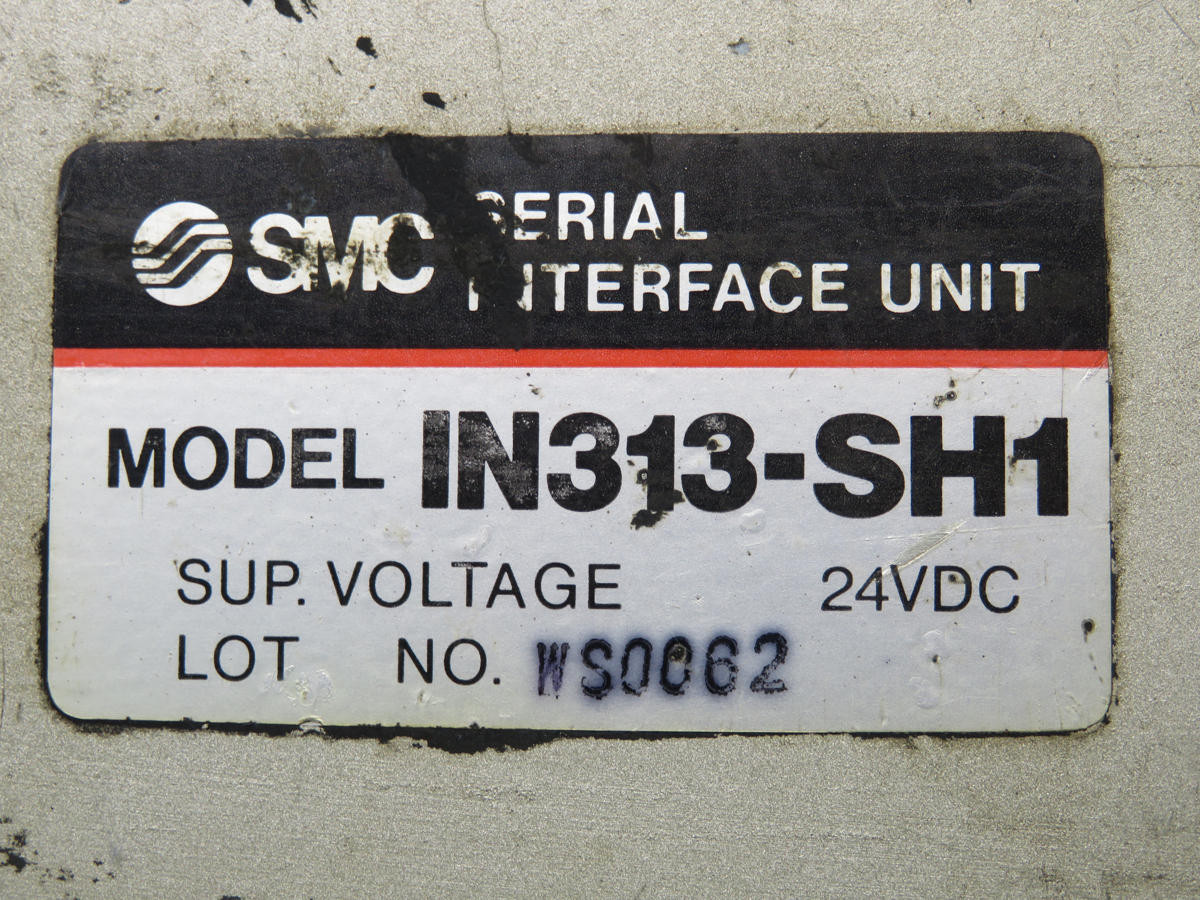 SMC
SERIAL
INTERFACE UNIT
MODEL IN313-SH1
SUP. VOLTAGE 24VDC
LOT NO. WS0062